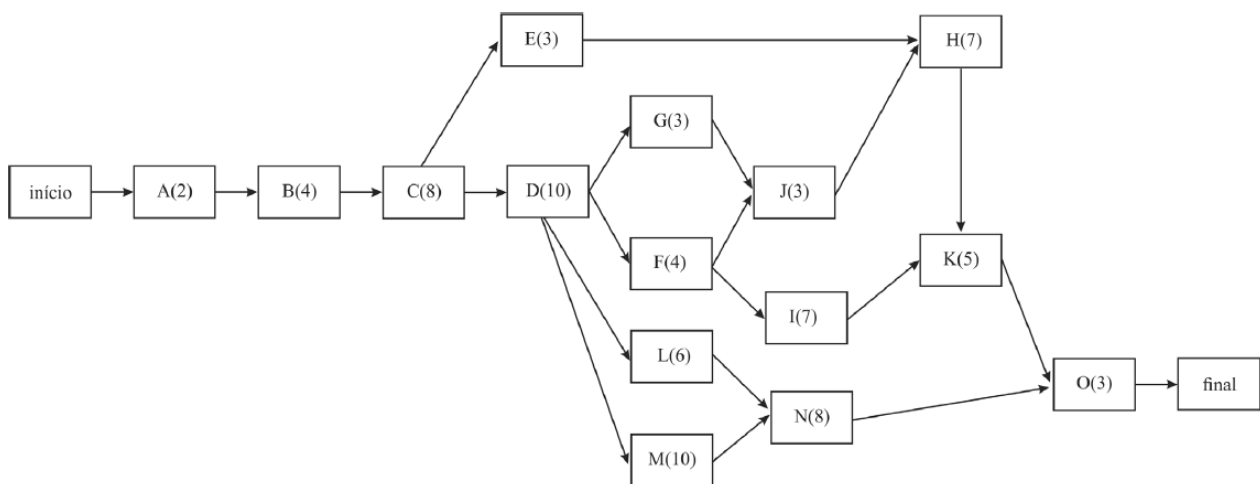 E(3)
H(7)
G(3)
início
A(2)
B(4)
C(8)
D(10)
J(3)
F(4)
K(5)
I(7)
L(6)
O(3)
final
N(8)
M(10)